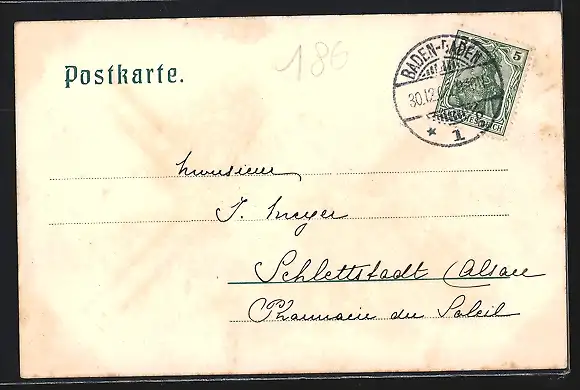 Postkarte.
186
BADEN-BADEN
30.12.
* 1
5
Monsieur
J. Meyer
Schlettstadt (Alsace
Pharmacie du Soleil